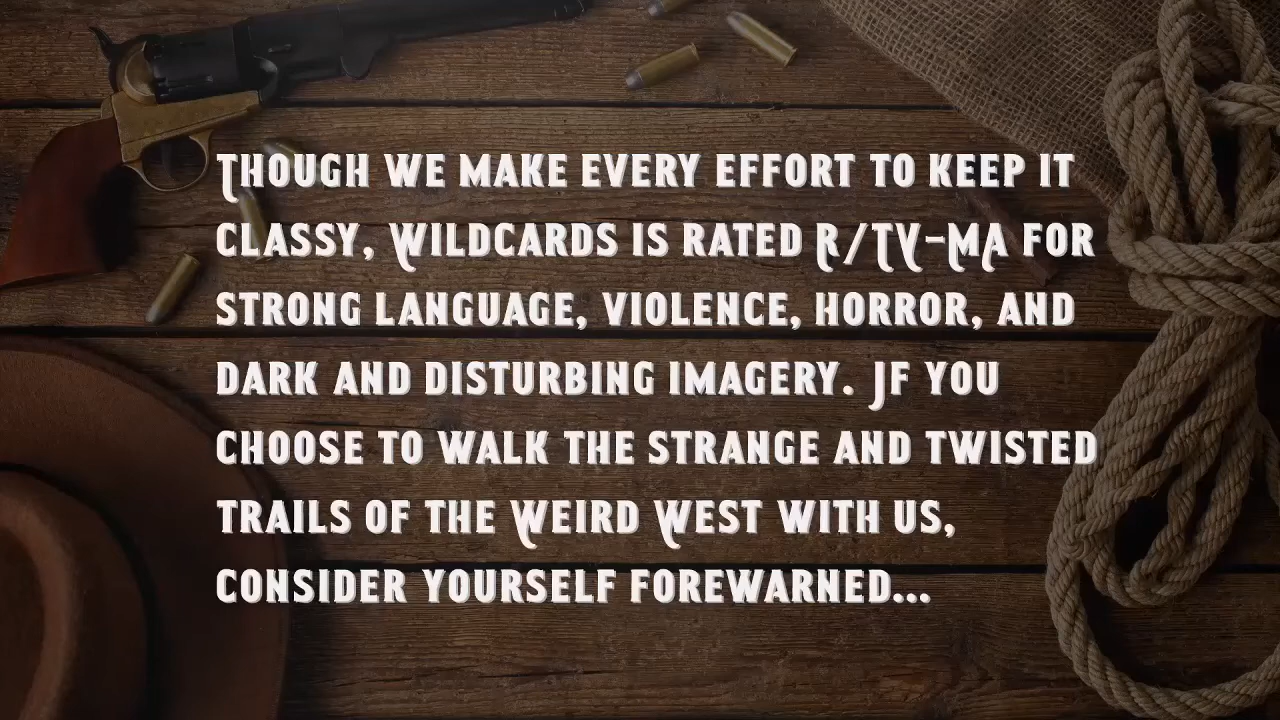 Though we make every effort to keep it
classy, Wildcards is rated R/TV-MA for
strong language, violence, horror, and
dark and disturbing imagery. If you
choose to walk the strange and twisted
trails of the Weird West with us,
consider yourself forewarned...